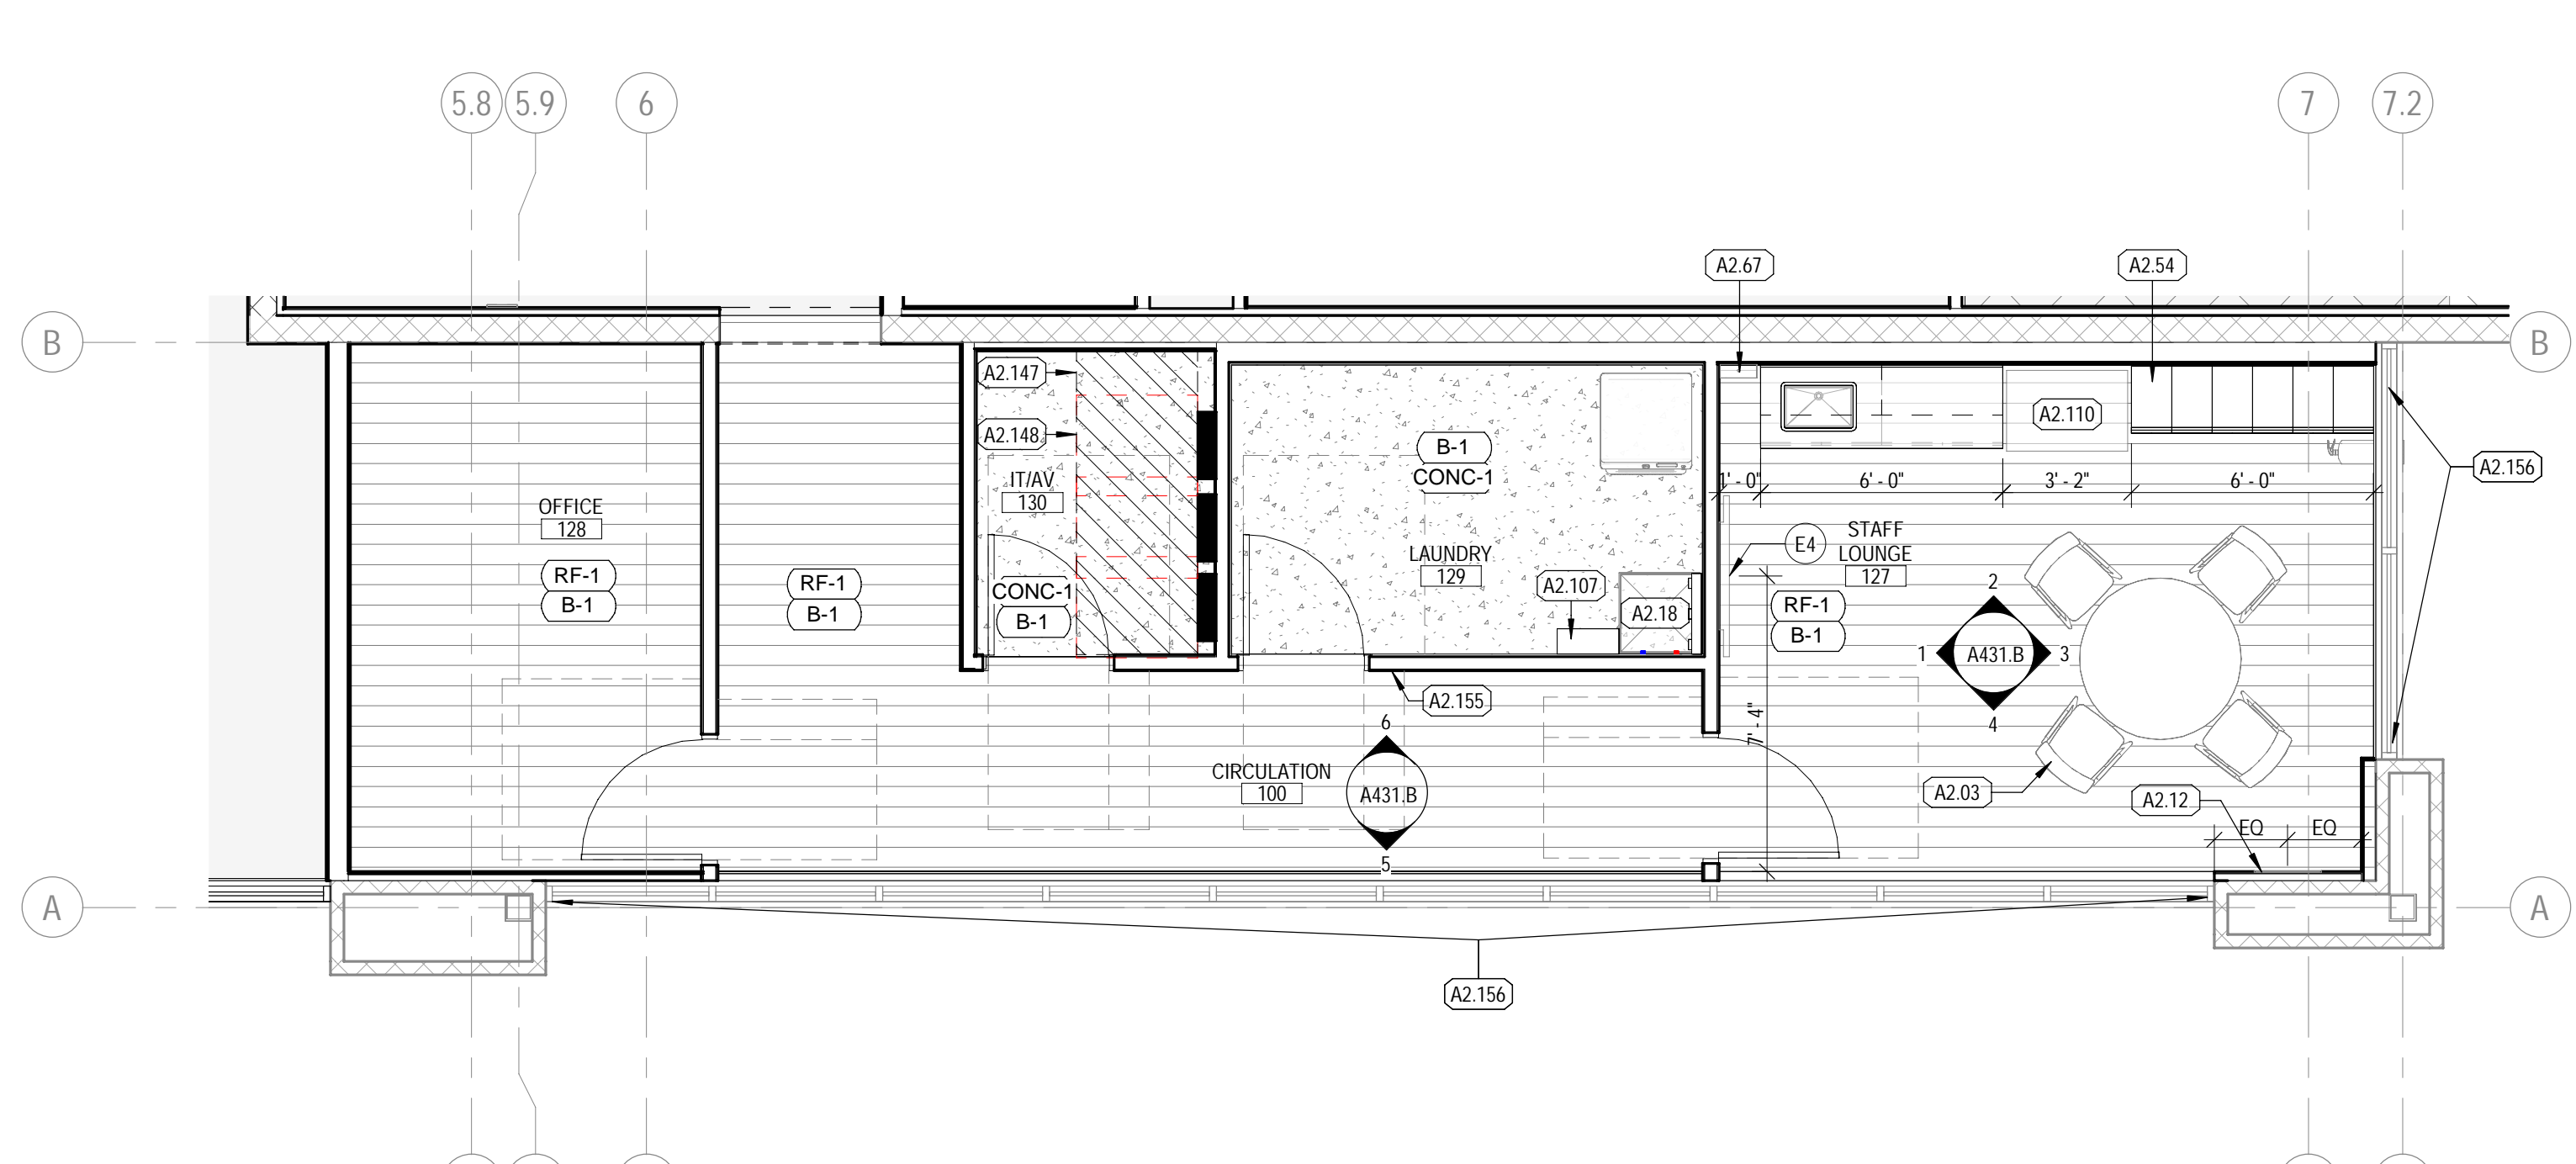 5.8
5.9
6
7
7.2
A2.67
A2.54
B
B
A2.147
A2.148
A2.110
A2.156
B-1
CONC-1
1' - 0"
6' - 0"
3' - 2"
6' - 0"
IT/AV
130
OFFICE
128
RF-1
B-1
RF-1
B-1
CONC-1
B-1
LAUNDRY
129
A2.107
A2.18
E4
STAFF
LOUNGE
127
RF-1
B-1
2
1
A431.B
3
4
A2.155
7' - 4"
6
CIRCULATION
100
A431.B
5
A2.03
A2.12
EQ
EQ
A
A
A2.156